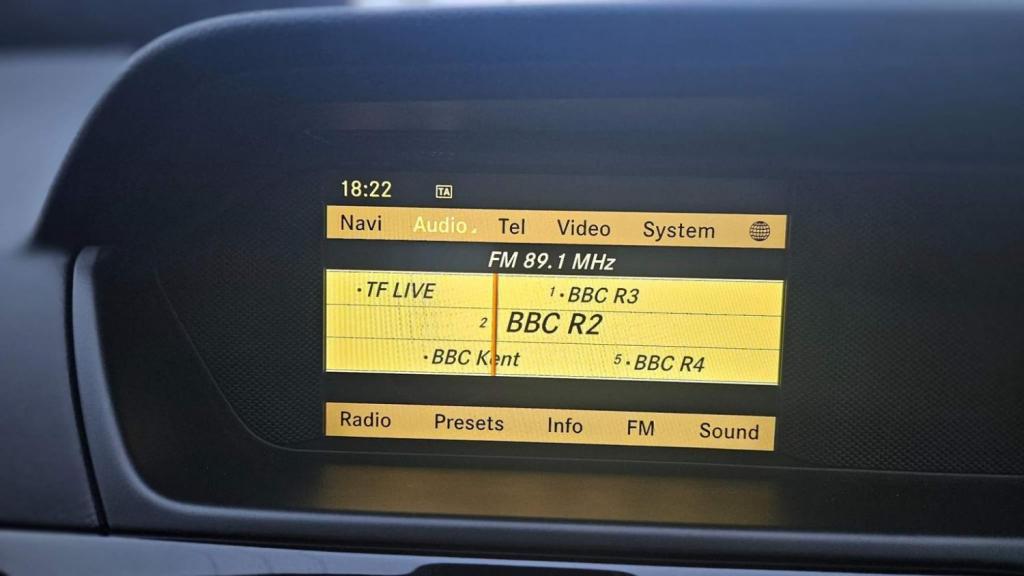 18:22 TA
Navi Audio Tel Video System
FM 89.1 MHz
·TF LIVE 1·BBC R3
2 BBC R2
·BBC Kent 5·BBC R4
Radio Presets Info FM Sound